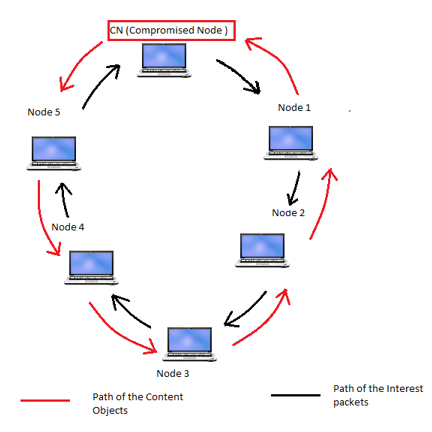 CN (Compromised Node )
Node 5
Node 1
Node 2
Node 4
Node 3
Path of the Content
Objects
Path of the Interest
packets